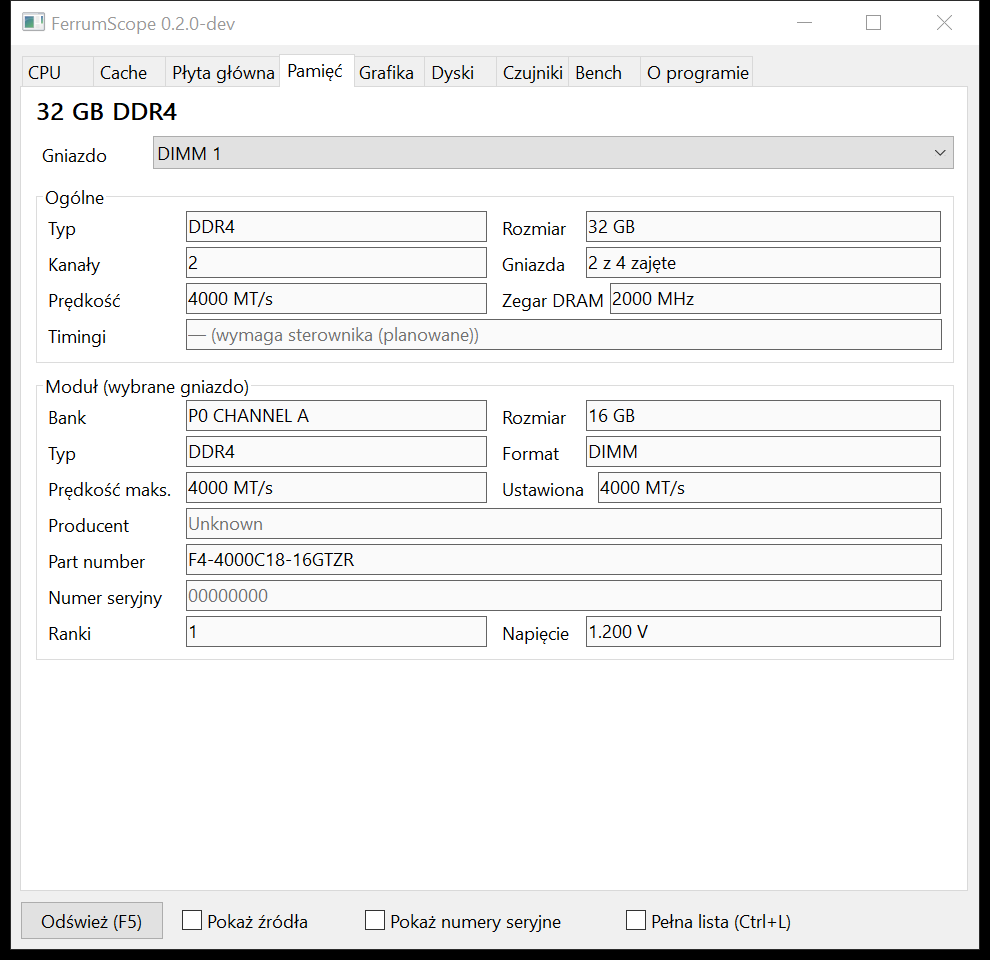 FerrumScope 0.2.0-dev
CPU Cache Płyta główna Pamięć Grafika Dyski Czujniki Bench O programie
32 GB DDR4
Gniazdo DIMM 1
Ogólne
Typ DDR4 Rozmiar 32 GB
Kanały 2 Gniazda 2 z 4 zajęte
Prędkość 4000 MT/s Zegar DRAM 2000 MHz
Timingi — (wymaga sterownika (planowane))
Moduł (wybrane gniazdo)
Bank P0 CHANNEL A Rozmiar 16 GB
Typ DDR4 Format DIMM
Prędkość maks. 4000 MT/s Ustawiona 4000 MT/s
Producent Unknown
Part number F4-4000C18-16GTZR
Numer seryjny 00000000
Ranki 1 Napięcie 1.200 V
Odśwież (F5) Pokaż źródła Pokaż numery seryjne Pełna lista (Ctrl+L)